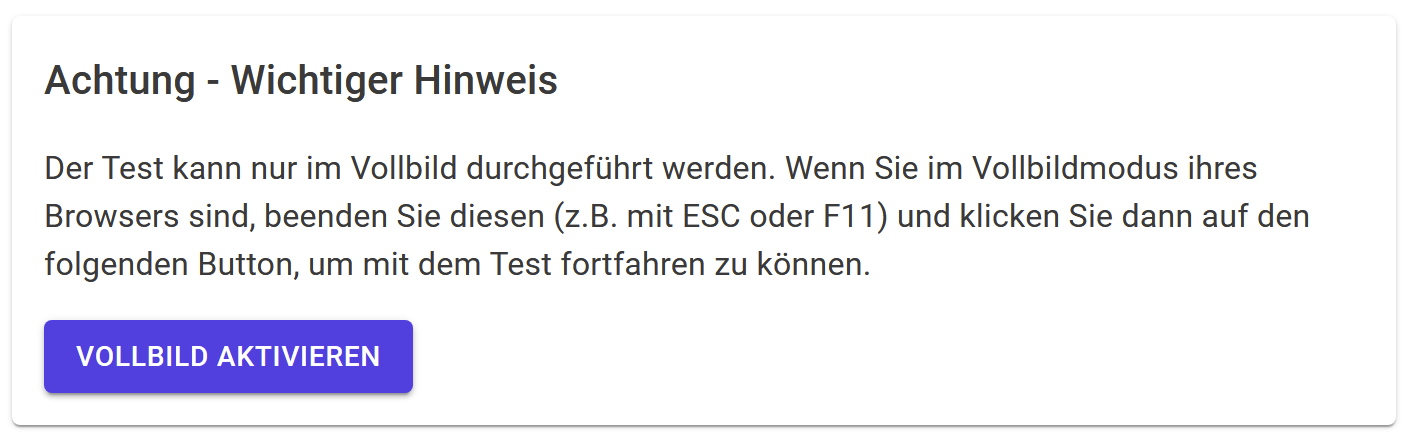 Achtung - Wichtiger Hinweis
Der Test kann nur im Vollbild durchgeführt werden. Wenn Sie im Vollbildmodus ihres
Browsers sind, beenden Sie diesen (z.B. mit ESC oder F11) und klicken Sie dann auf den
folgenden Button, um mit dem Test fortfahren zu können.
VOLLBILD AKTIVIEREN